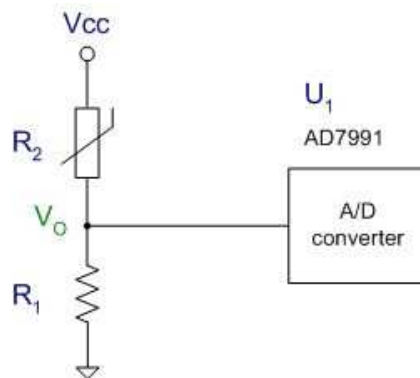 Vcc
U1
AD7991
R2
A/D
converter
VO
R1